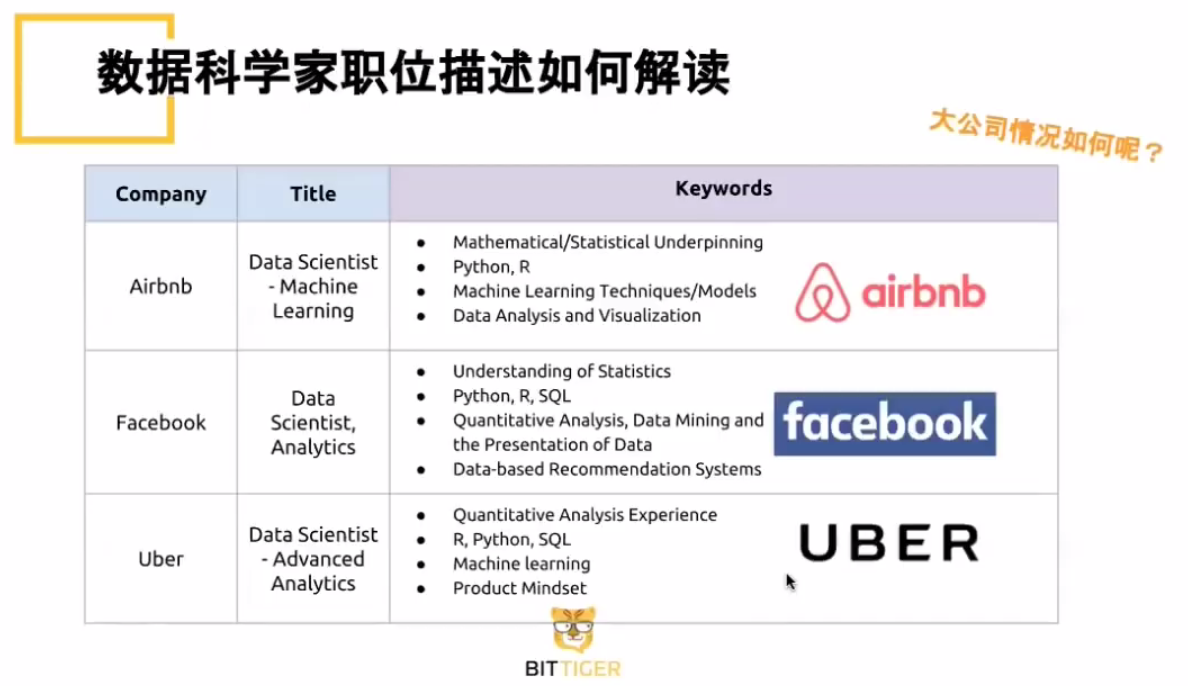 数据科学家职位描述如何解读
大公司情况如何呢？
Company
Title
Keywords
Airbnb
Data Scientist
- Machine
Learning
● Mathematical/Statistical Underpinning
● Python, R
● Machine Learning Techniques/Models
● Data Analysis and Visualization
airbnb
Facebook
Data
Scientist,
Analytics
● Understanding of Statistics
● Python, R, SQL
● Quantitative Analysis, Data Mining and
the Presentation of Data
● Data-based Recommendation Systems
facebook
Uber
Data Scientist
- Advanced
Analytics
● Quantitative Analysis Experience
● R, Python, SQL
● Machine learning
● Product Mindset
UBER
BITTIGER